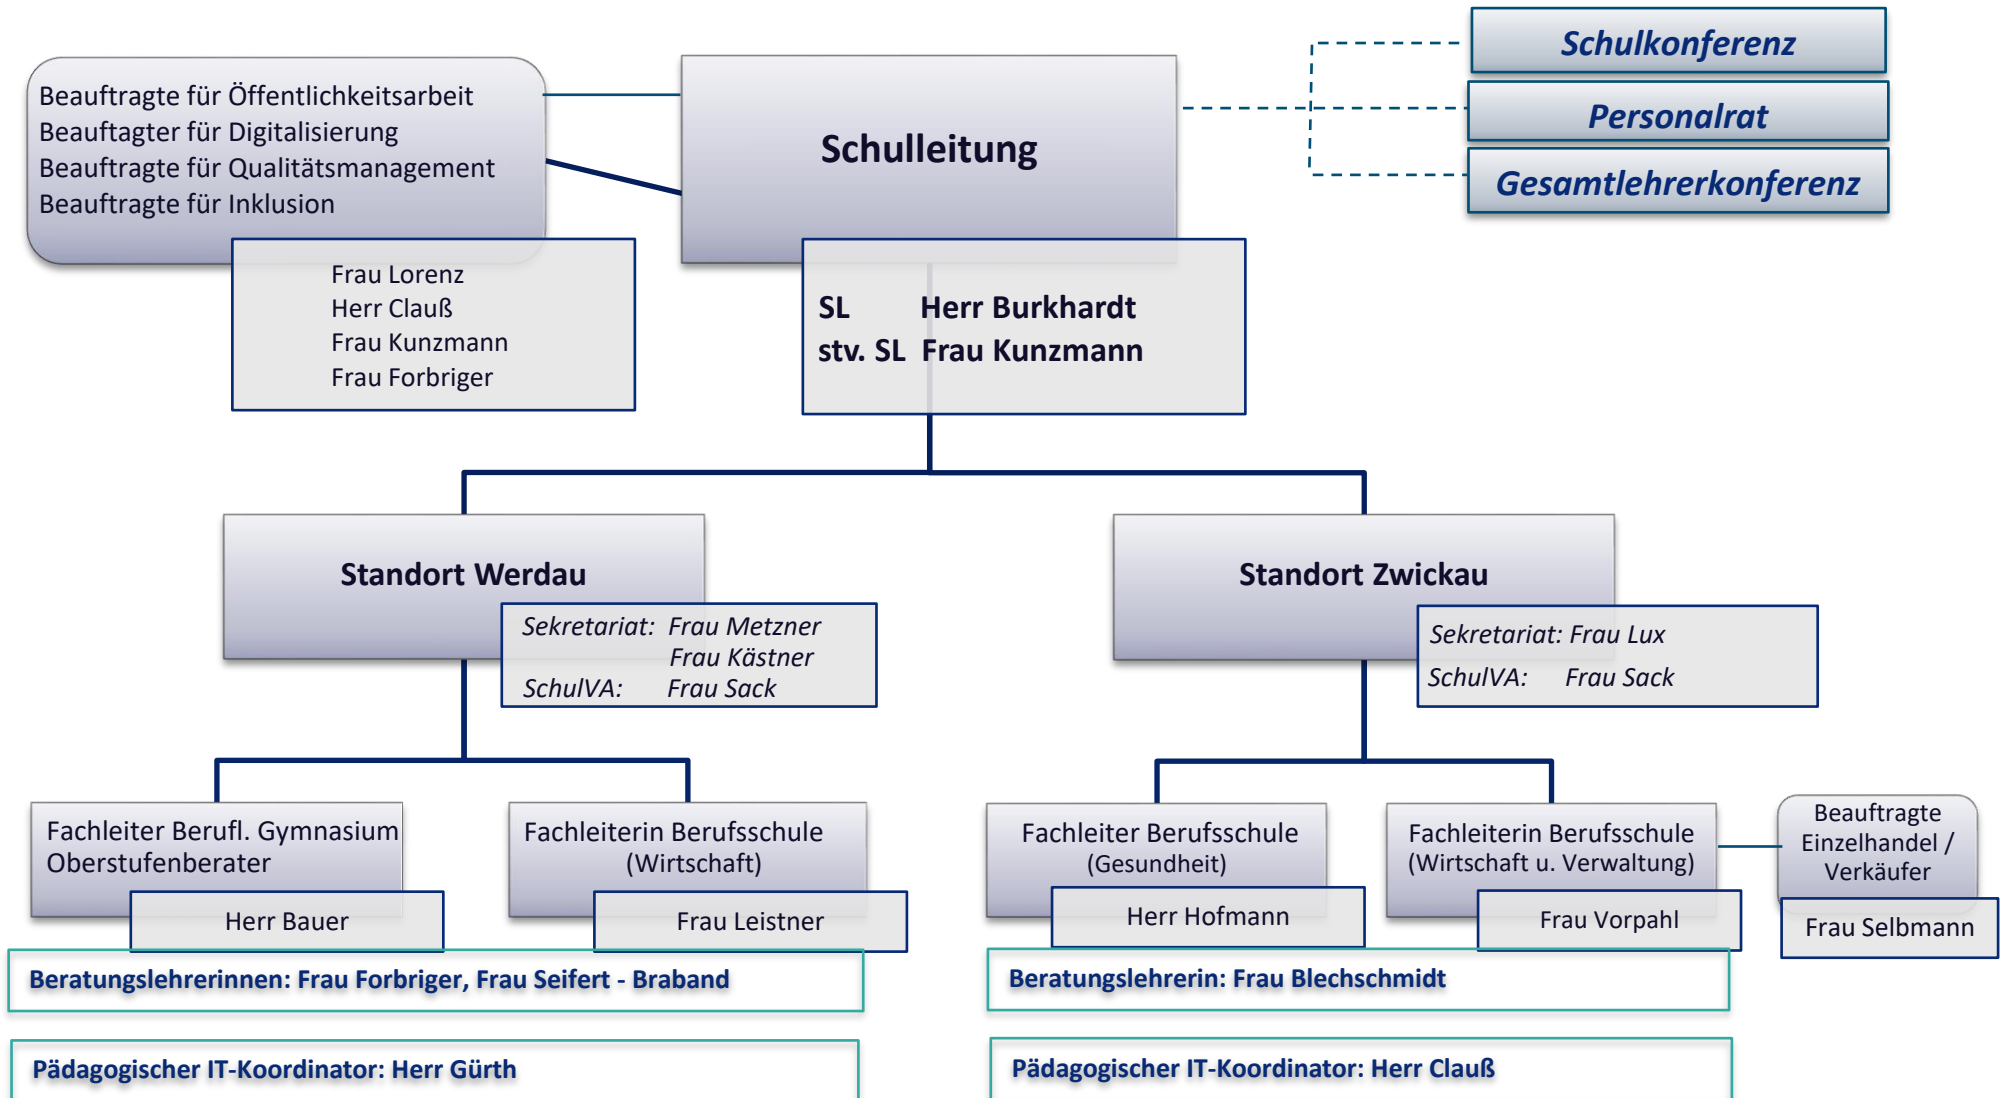 Beauftragte für Öffentlichkeitsarbeit
Beauftagter für Digitalisierung
Beauftragte für Qualitätsmanagement
Beauftragte für Inklusion
Frau Lorenz
Herr Clauß
Frau Kunzmann
Frau Forbriger
Schulleitung
SL Herr Burkhardt
stv. SL Frau Kunzmann
Schulkonferenz
Personalrat
Gesamtlehrerkonferenz
Standort Werdau
Sekretariat: Frau Metzner
Frau Kästner
SchulVA: Frau Sack
Standort Zwickau
Sekretariat: Frau Lux
SchulVA: Frau Sack
Fachleiter Berufl. Gymnasium
Oberstufenberater
Herr Bauer
Fachleiterin Berufsschule
(Wirtschaft)
Frau Leistner
Fachleiter Berufsschule
(Gesundheit)
Herr Hofmann
Fachleiterin Berufsschule
(Wirtschaft u. Verwaltung)
Frau Vorpahl
Beauftragte
Einzelhandel /
Verkäufer
Frau Selbmann
Beratungslehrerinnen: Frau Forbriger, Frau Seifert - Braband
Beratungslehrerin: Frau Blechschmidt
Pädagogischer IT-Koordinator: Herr Gürth
Pädagogischer IT-Koordinator: Herr Clauß